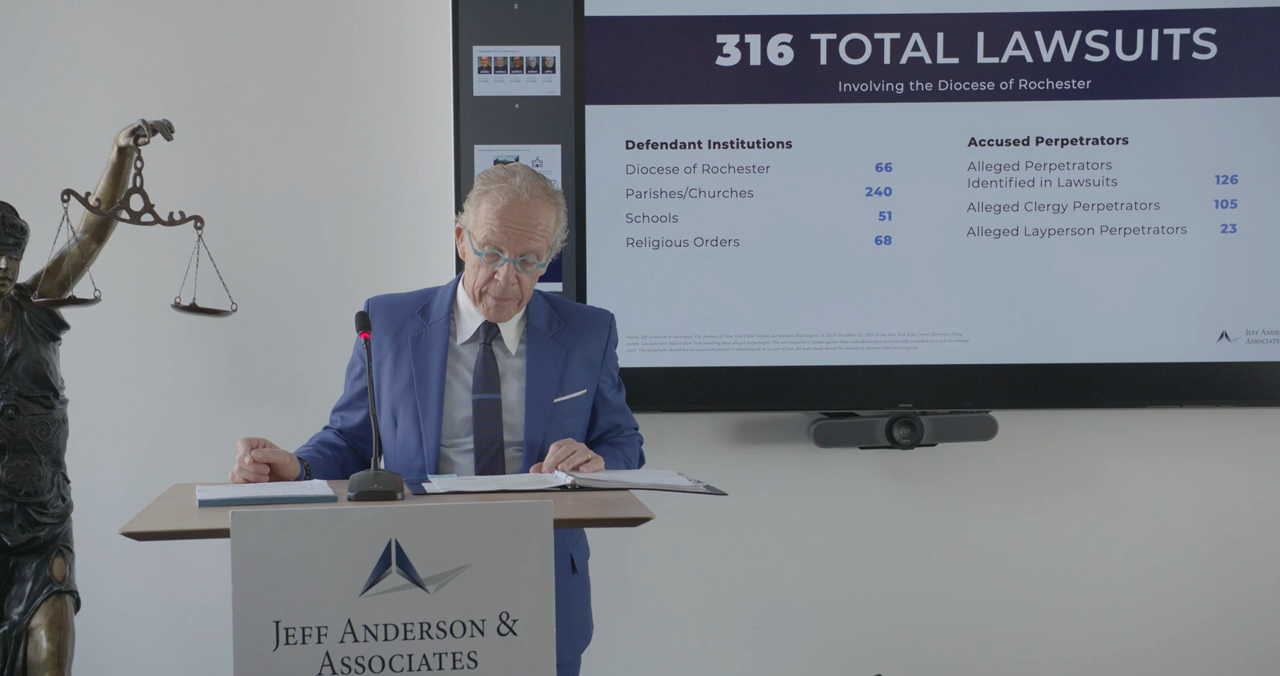 3
4
316 TOTAL LAWSUITS
Involving the Diocese of Rochester
Defendant Institutions
Diocese of Rochester 66
Parishes/Churches 240
Schools 51
Religious Orders 68
Accused Perpetrators
Alleged Perpetrators
Identified in Lawsuits 126
Alleged Clergy Perpetrators 105
Alleged Layperson Perpetrators 23
JEFF ANDERSON & 
ASSOCIATES